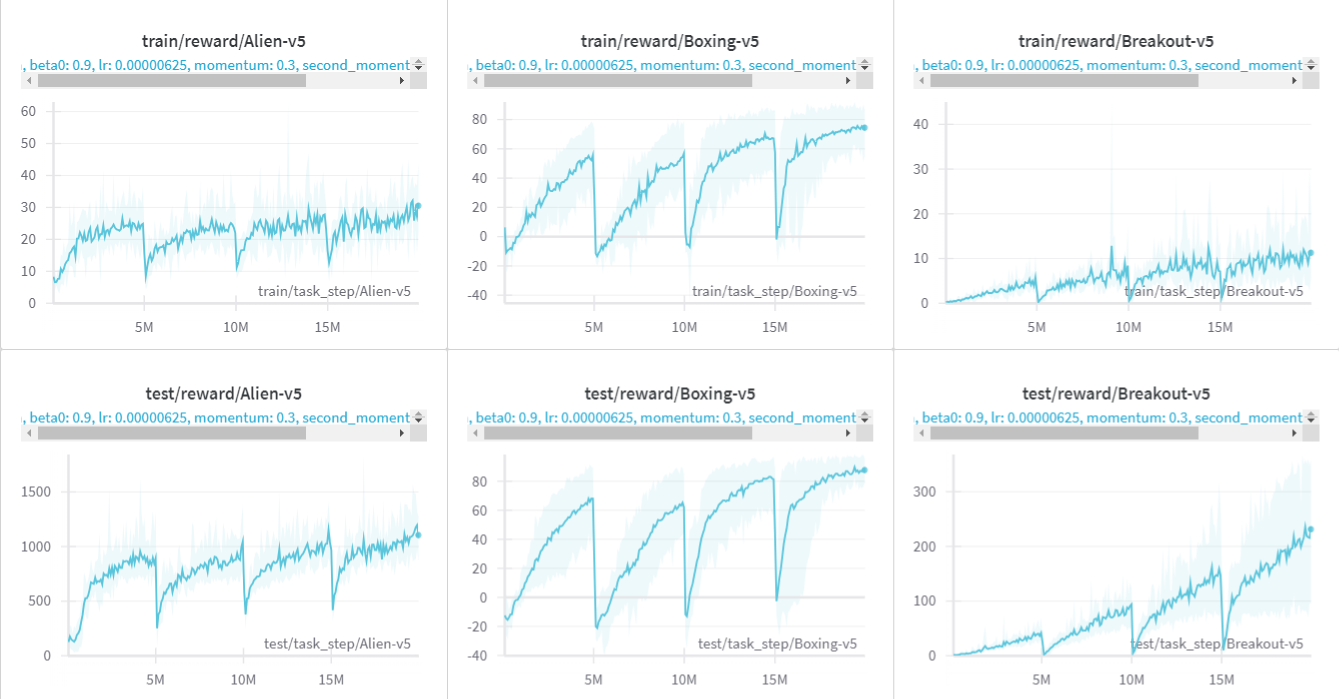 train/reward/Alien-v5
, beta0: 0.9, lr: 0.00000625, momentum: 0.3, second_moment
60
50
40
30
20
10
0
train/task_step/Alien-v5
5M 10M 15M
train/reward/Boxing-v5
, beta0: 0.9, lr: 0.00000625, momentum: 0.3, second_moment
80
60
40
20
0
-20
-40
train/task_step/Boxing-v5
5M 10M 15M
train/reward/Breakout-v5
, beta0: 0.9, lr: 0.00000625, momentum: 0.3, second_moment
40
30
20
10
0
train/task_step/Breakout-v5
5M 10M 15M
test/reward/Alien-v5
, beta0: 0.9, lr: 0.00000625, momentum: 0.3, second_moment
1500
1000
500
0
test/task_step/Alien-v5
5M 10M 15M
test/reward/Boxing-v5
, beta0: 0.9, lr: 0.00000625, momentum: 0.3, second_moment
80
60
40
20
0
-20
-40
test/task_step/Boxing-v5
5M 10M 15M
test/reward/Breakout-v5
, beta0: 0.9, lr: 0.00000625, momentum: 0.3, second_moment
300
200
100
0
test/task_step/Breakout-v5
5M 10M 15M